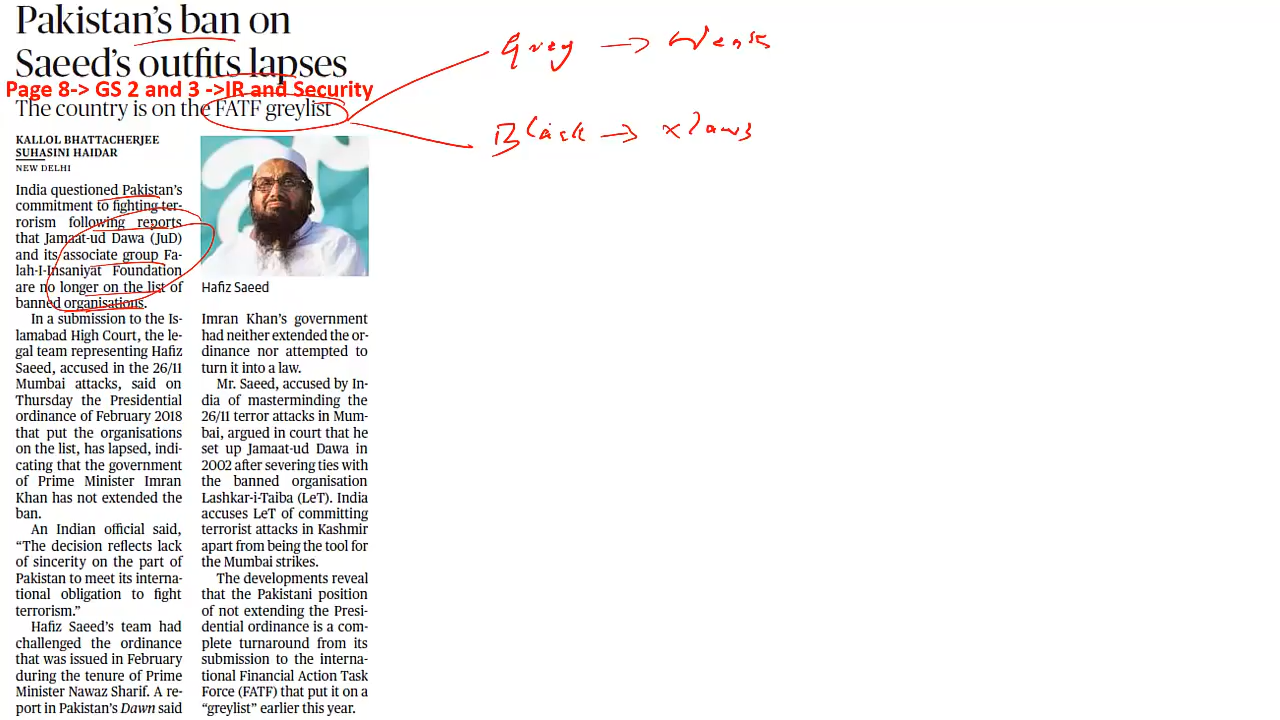 Pakistan's ban on
Saeed's outfits lapses
Page 8-> GS 2 and 3 ->IR and Security
The country is on the FATF greylist
KALLOL BHATTACHERJEE
SUHASINI HAIDAR
NEW DELHI
India questioned Pakistan's
commitment to fighting ter-
rorism following reports
that Jamaat-ud Dawa (JuD)
and its associate group Fa-
lah-I-Insaniyat Foundation
are no longer on the list of
banned organisations.
In a submission to the Is-
lamabad High Court, the le-
gal team representing Hafiz
Saeed, accused in the 26/11
Mumbai attacks, said on
Thursday the Presidential
ordinance of February 2018
that put the organisations
on the list, has lapsed, indi-
cating that the government
of Prime Minister Imran
Khan has not extended the
ban.
An Indian official said,
“The decision reflects lack
of sincerity on the part of
Pakistan to meet its interna-
tional obligation to fight
terrorism.”
Hafiz Saeed's team had
challenged the ordinance
that was issued in February
during the tenure of Prime
Minister Nawaz Sharif. A re-
port in Pakistan's Dawn said
Hafiz Saeed
Imran Khan's government
had neither extended the or-
dinance nor attempted to
turn it into a law.
Mr. Saeed, accused by In-
dia of masterminding the
26/11 terror attacks in Mum-
bai, argued in court that he
set up Jamaat-ud Dawa in
2002 after severing ties with
the banned organisation
Lashkar-i-Taiba (LeT). India
accuses LeT of committing
terrorist attacks in Kashmir
apart from being the tool for
the Mumbai strikes.
The developments reveal
that the Pakistani position
of not extending the Presi-
dential ordinance is a com-
plete turnaround from its
submission to the interna-
tional Financial Action Task
Force (FATF) that put it on a
“greylist” earlier this year.
Grey -> Weak
Black -> x laws